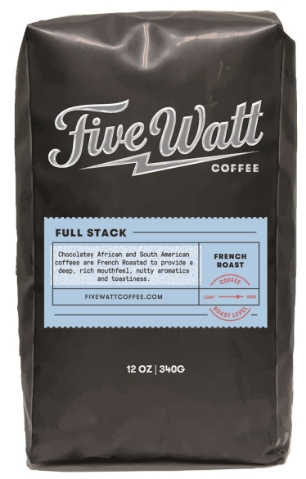 Five Watt
COFFEE
FULL STACK
Chocolatey African and South American
coffees are French Roasted to provide a
deep, rich mouthfeel, nutty aromatics
and toastiness.
FRENCH
ROAST
FIVEWATTCOFFEE.COM
COFFEE
LIGHT
DARK
ROAST LEVEL
12 OZ | 340G